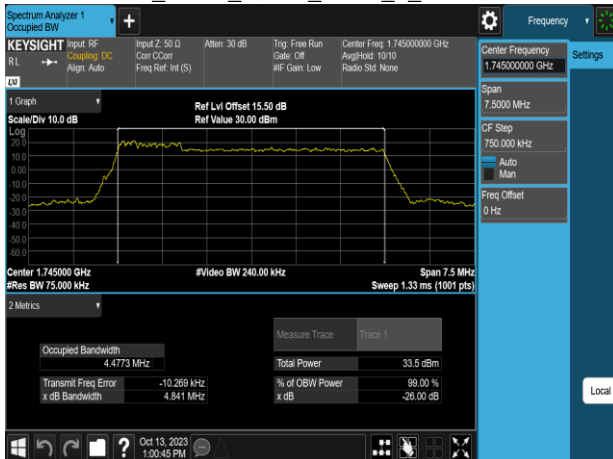 Spectrum Analyzer 1
Occupied BW
+
Frequency
KEYSIGHT Input: RF Input Z: 50 Ω Atten: 30 dB Trig: Free Run Center Freq: 1.745000000 GHz
RL Coupling: DC Corr CCorr Gate: Off Avg|Hold: 10/10
Align: Auto Freq Ref: Int (S) #IF Gain: Low Radio Std: None
LXI
Center Frequency
1.745000000 GHz
Settings
Span
7.5000 MHz
CF Step
750.000 kHz
Auto
Man
Freq Offset
0 Hz
1 Graph
Ref Lvl Offset 15.50 dB
Scale/Div 10.0 dB Ref Value 30.00 dBm
Log
20.0
10.0
0.00
-10.0
-20.0
-30.0
-40.0
-50.0
-60.0
Center 1.745000 GHz #Video BW 240.00 kHz Span 7.5 MHz
#Res BW 75.000 kHz Sweep 1.33 ms (1001 pts)
2 Metrics
Measure Trace Trace 1
Occupied Bandwidth
4.4773 MHz Total Power 33.5 dBm
Transmit Freq Error -10.269 kHz % of OBW Power 99.00 %
x dB Bandwidth 4.841 MHz x dB -26.00 dB
Local
? Oct 13, 2023
1:00:45 PM